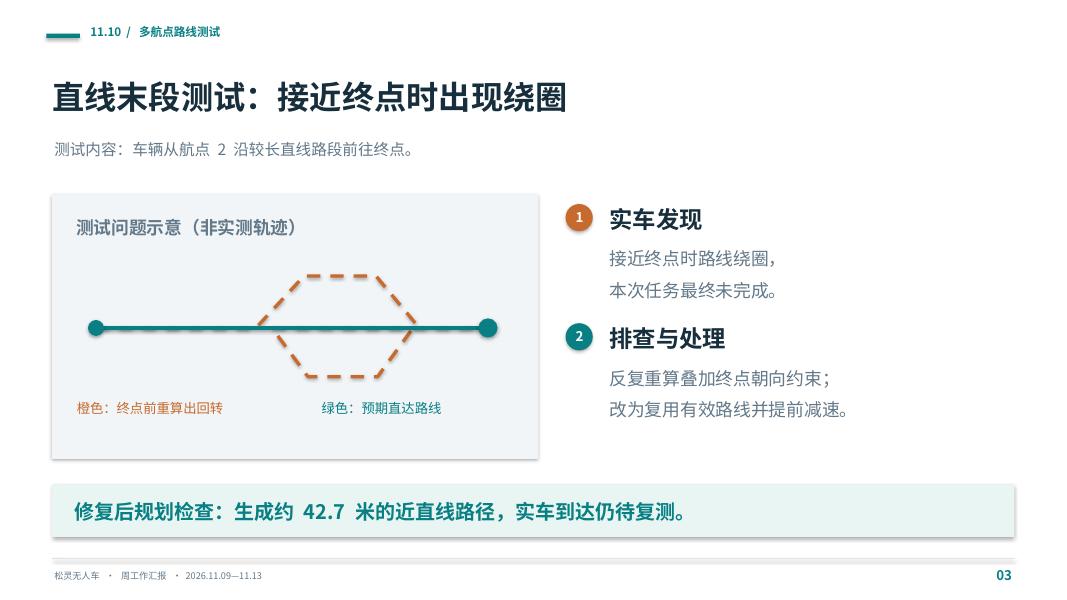 11.10 / 多航点路线测试
直线末段测试：接近终点时出现绕圈
测试内容：车辆从航点 2 沿较长直线路段前往终点。
测试问题示意（非实测轨迹）
橙色：终点前重算出回转
绿色：预期直达路线
1 实车发现
接近终点时路线绕圈，
本次任务最终未完成。
2 排查与处理
反复重算叠加终点朝向约束；
改为复用有效路线并提前减速。
修复后规划检查：生成约 42.7 米的近直线路径，实车到达仍待复测。
松灵无人车 · 周工作汇报 · 2026.11.09—11.13
03